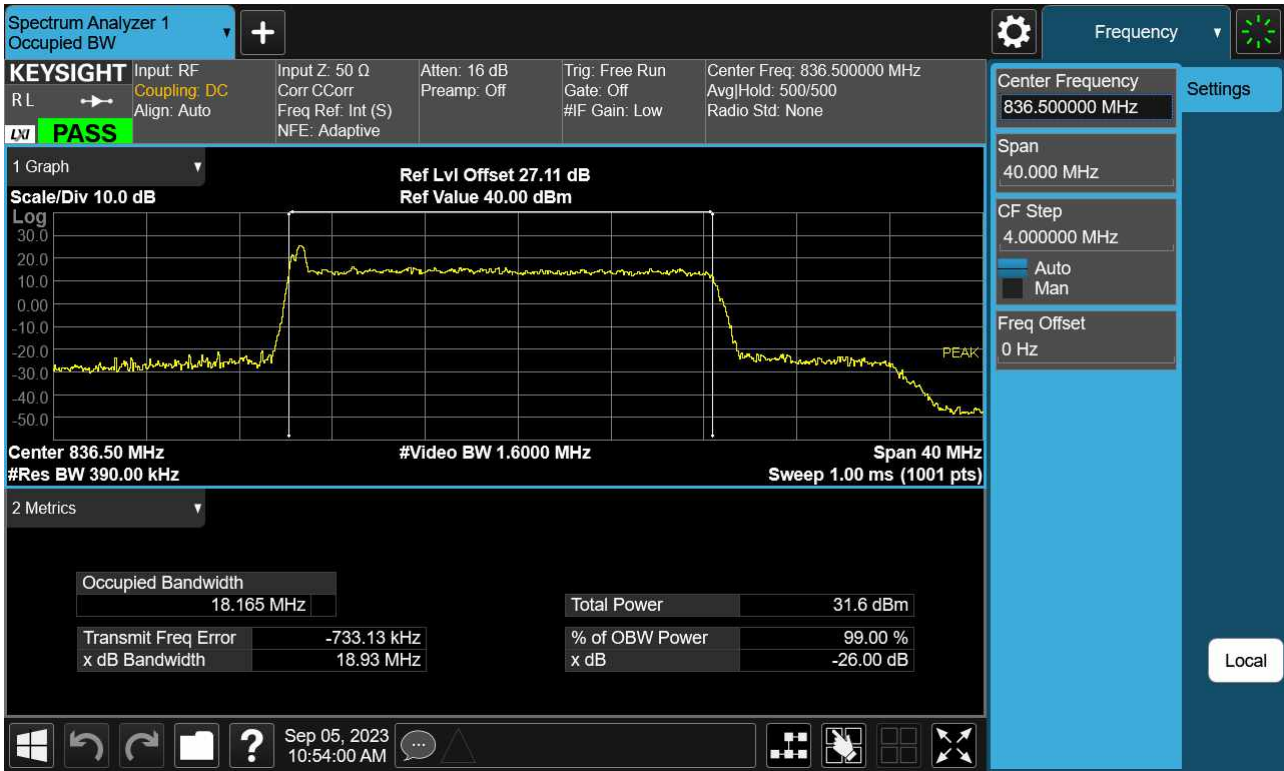 Spectrum Analyzer 1
Occupied BW
Frequency
KEYSIGHT
R L
LXI PASS
Input: RF
Coupling: DC
Align: Auto
Input Z: 50 Ω
Corr CCorr
Freq Ref: Int (S)
NFE: Adaptive
Atten: 16 dB
Preamp: Off
Trig: Free Run
Gate: Off
#IF Gain: Low
Center Freq: 836.500000 MHz
Avg|Hold: 500/500
Radio Std: None
Center Frequency
836.500000 MHz
Settings
Span
40.000 MHz
CF Step
4.000000 MHz
Auto
Man
Freq Offset
0 Hz
Local
1 Graph
Ref Lvl Offset 27.11 dB
Scale/Div 10.0 dB
Ref Value 40.00 dBm
Log
30.0
20.0
10.0
0.00
-10.0
-20.0
-30.0
-40.0
-50.0
PEAK
Center 836.50 MHz
#Video BW 1.6000 MHz
Span 40 MHz
#Res BW 390.00 kHz
Sweep 1.00 ms (1001 pts)
2 Metrics
Occupied Bandwidth
18.165 MHz
Total Power 31.6 dBm
Transmit Freq Error -733.13 kHz
% of OBW Power 99.00 %
x dB Bandwidth 18.93 MHz
x dB -26.00 dB
?
Sep 05, 2023
10:54:00 AM